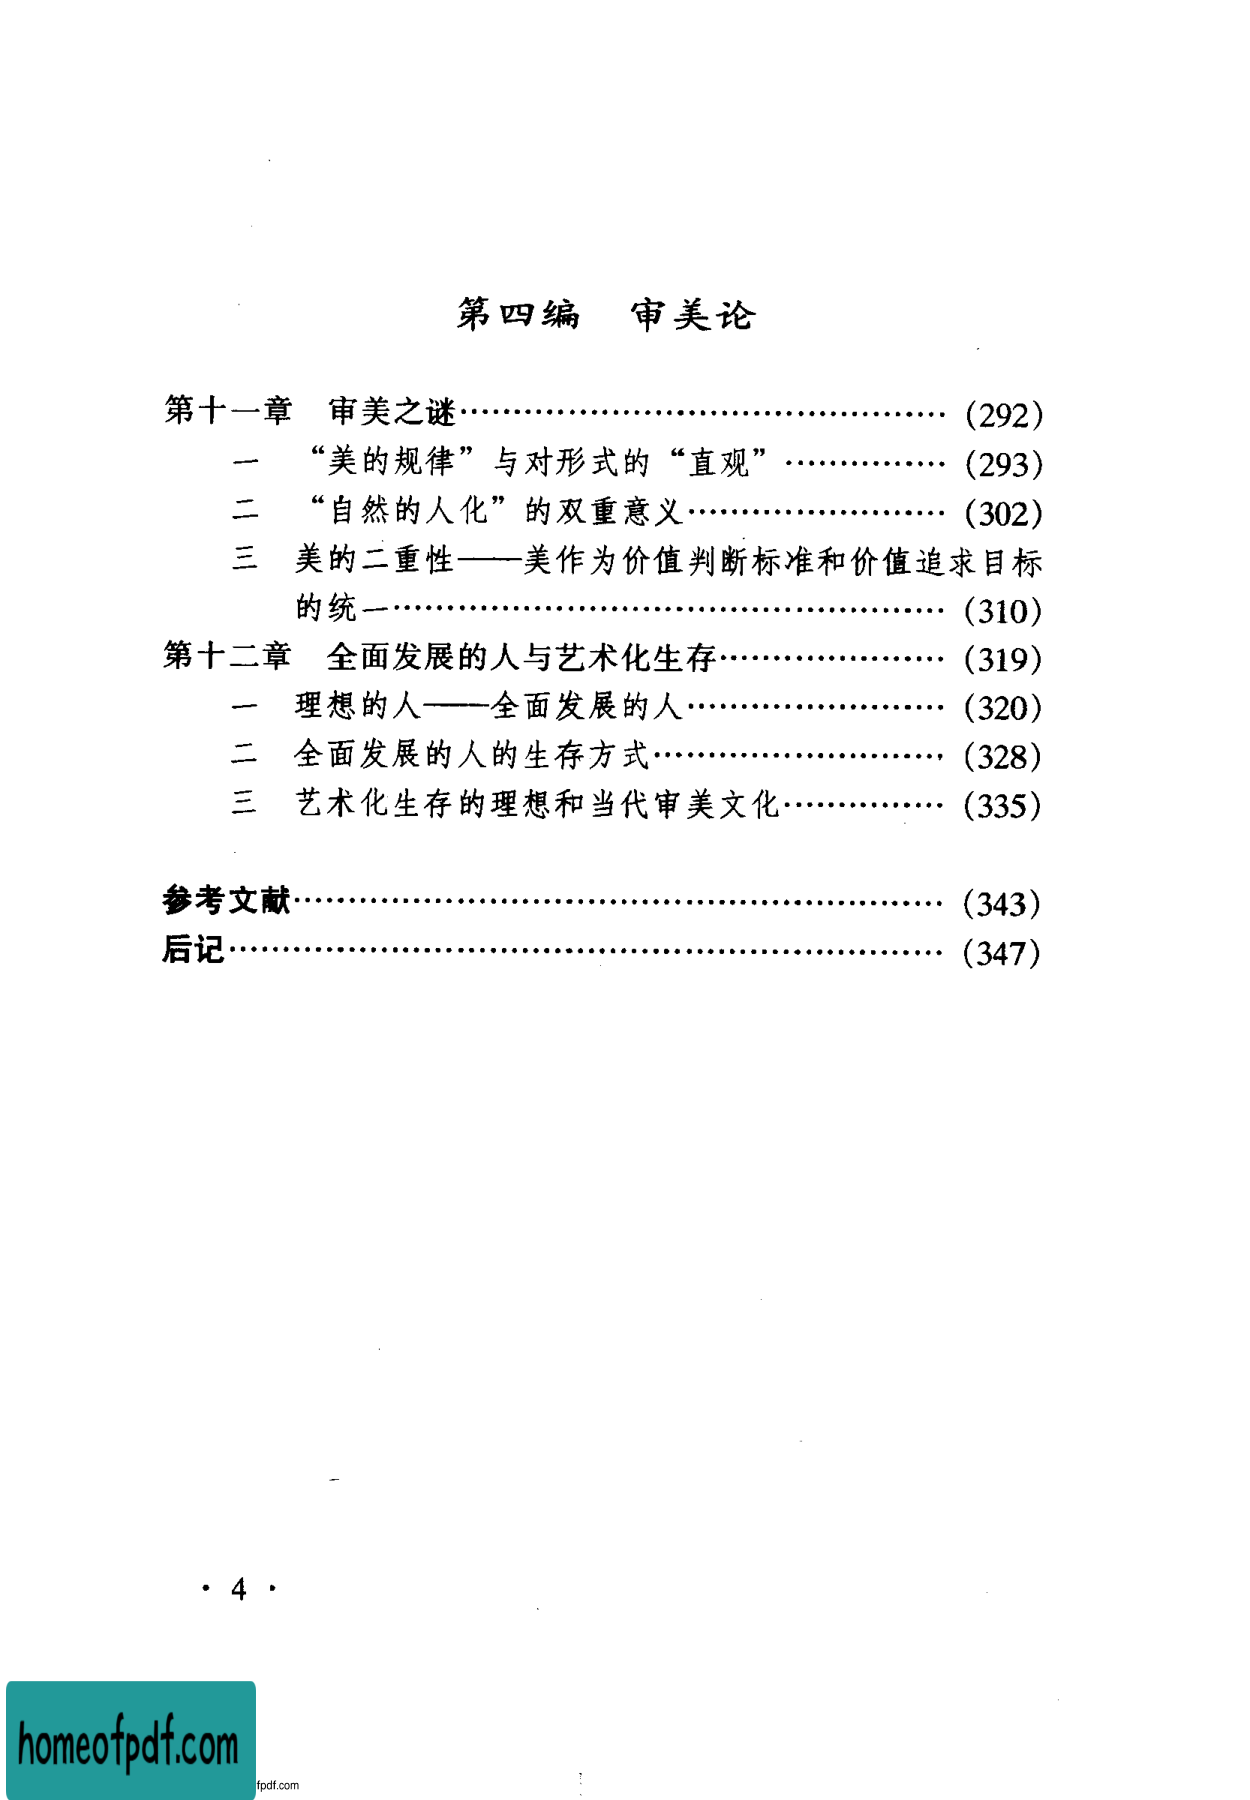 第四编 审美论
第十一章 审美之谜………………………………………(292)
一 “美的规律”与对形式的“直观”……………(293)
二 “自然的人化”的双重意义……………………(302)
三 美的二重性——美作为价值判断标准和价值追求目标
的统一……………………………………………(310)
第十二章 全面发展的人与艺术化生存…………………(319)
一 理想的人——全面发展的人……………………(320)
二 全面发展的人的生存方式………………………(328)
三 艺术化生存的理想和当代审美文化……………(335)
参考文献……………………………………………………(343)
后记…………………………………………………………(347)
· 4 ·
homeofpdf.com
fpdf.com